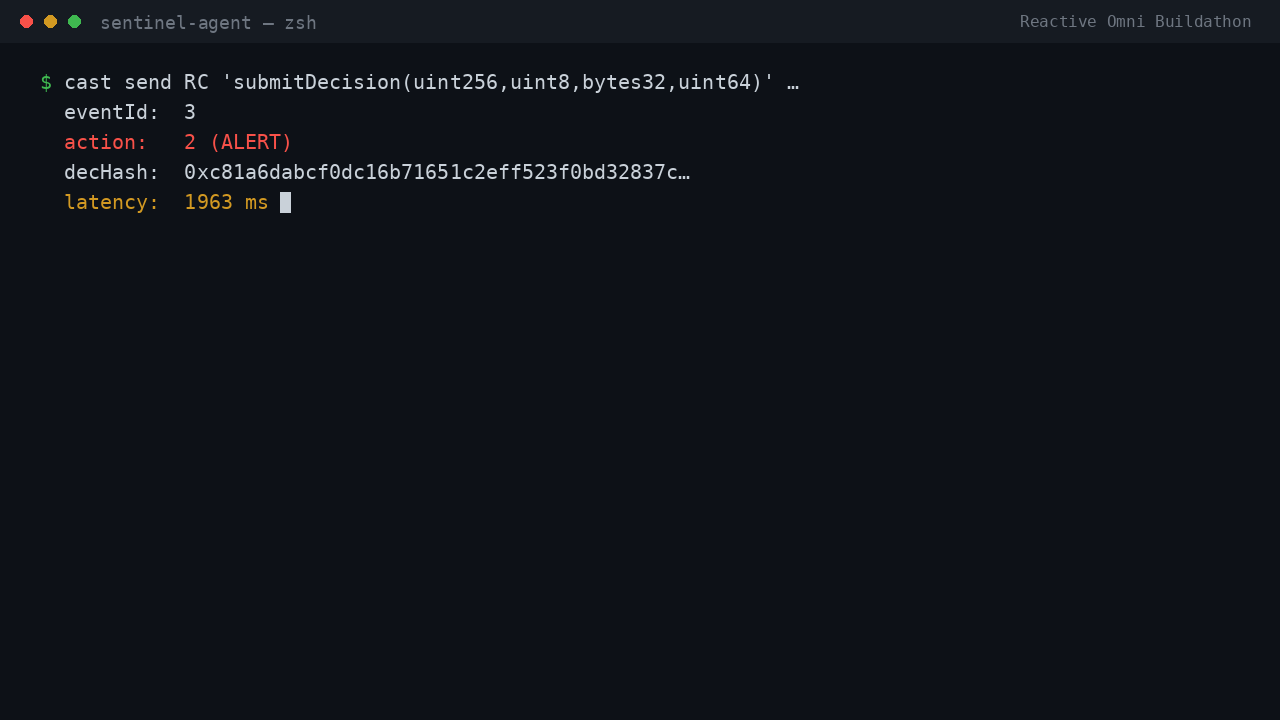 sentinel-agent — zsh
Reactive Omni Buildathon
$ cast send RC 'submitDecision(uint256,uint8,bytes32,uint64)' …
eventId: 3
action: 2 (ALERT)
decHash: 0xc81a6dabcf0dc16b71651c2eff523f0bd32837c…
latency: 1963 ms